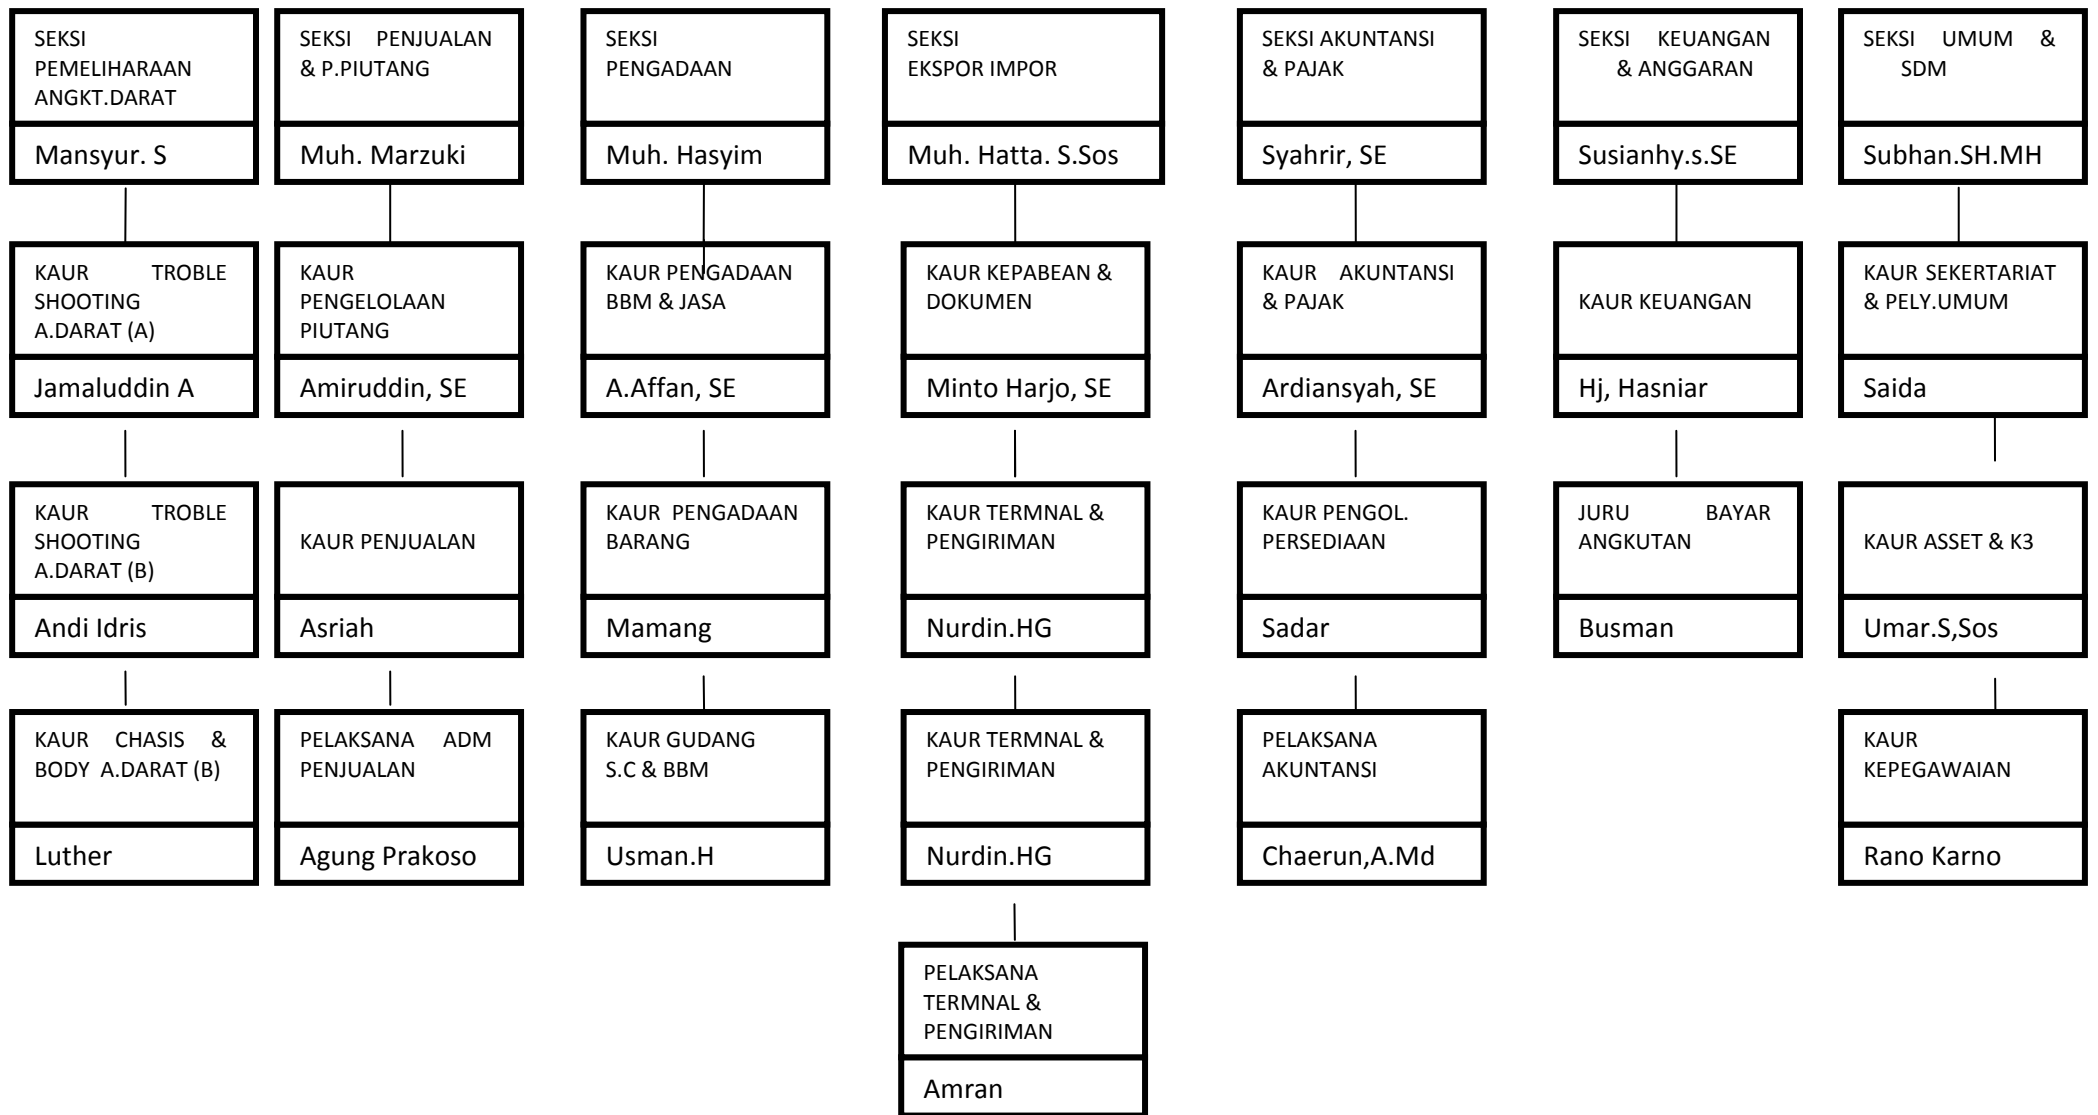 SEKSI
PEMELIHARAAN
ANGKT.DARAT
Mansyur. S
SEKSI PENJUALAN
& P.PIUTANG
Muh. Marzuki
SEKSI
PENGADAAN
Muh. Hasyim
SEKSI
EKSPOR IMPOR
Muh. Hatta. S.Sos
SEKSI AKUNTANSI
& PAJAK
Syahrir, SE
SEKSI KEUANGAN
& ANGGARAN
Susianhy.s.SE
SEKSI UMUM &
SDM
Subhan.SH.MH
KAUR TROBLE
SHOOTING
A.DARAT (A)
Jamaluddin A
KAUR
PENGELOLAAN
PIUTANG
Amiruddin, SE
KAUR PENGADAAN
BBM & JASA
A.Affan, SE
KAUR KEPABEAN &
DOKUMEN
Minto Harjo, SE
KAUR AKUNTANSI
& PAJAK
Ardiansyah, SE
KAUR KEUANGAN
Hj, Hasniar
KAUR SEKERTARIAT
& PELY.UMUM
Saida
KAUR TROBLE
SHOOTING
A.DARAT (B)
Andi Idris
KAUR PENJUALAN
Asriah
KAUR PENGADAAN
BARANG
Mamang
KAUR TERMNAL &
PENGIRIMAN
Nurdin.HG
KAUR PENGOL.
PERSEDIAAN
Sadar
JURU BAYAR
ANGKUTAN
Busman
KAUR ASSET & K3
Umar.S,Sos
KAUR CHASIS &
BODY A.DARAT (B)
Luther
PELAKSANA ADM
PENJUALAN
Agung Prakoso
KAUR GUDANG
S.C & BBM
Usman.H
KAUR TERMNAL &
PENGIRIMAN
Nurdin.HG
PELAKSANA
AKUNTANSI
Chaerun,A.Md
KAUR
KEPEGAWAIAN
Rano Karno
PELAKSANA
TERMNAL &
PENGIRIMAN
Amran